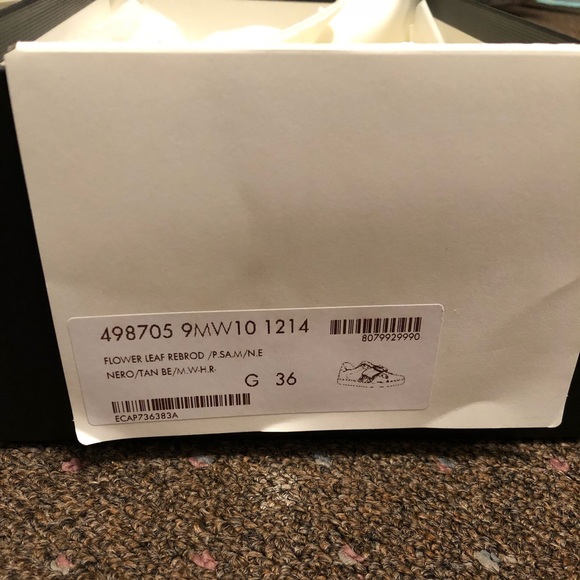 498705 9MW10 1214
8079929990
FLOWER LEAF REBROD /P.SA.M/N.E
NERO/TAN BE/M.W-H.R-
G 36
ECAP736383A